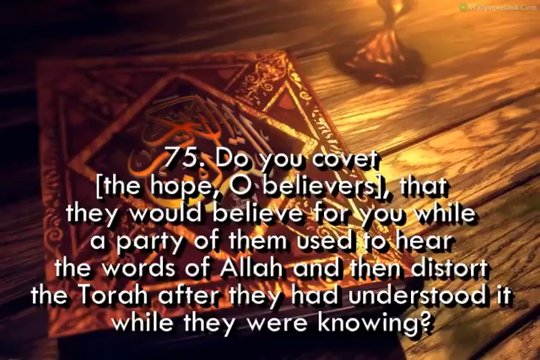 WallpaperDisk.Com
75. Do you covet
[the hope, O believers], that
they would believe for you while
a party of them used to hear
the words of Allah and then distort
the Torah after they had understood it
while they were knowing?